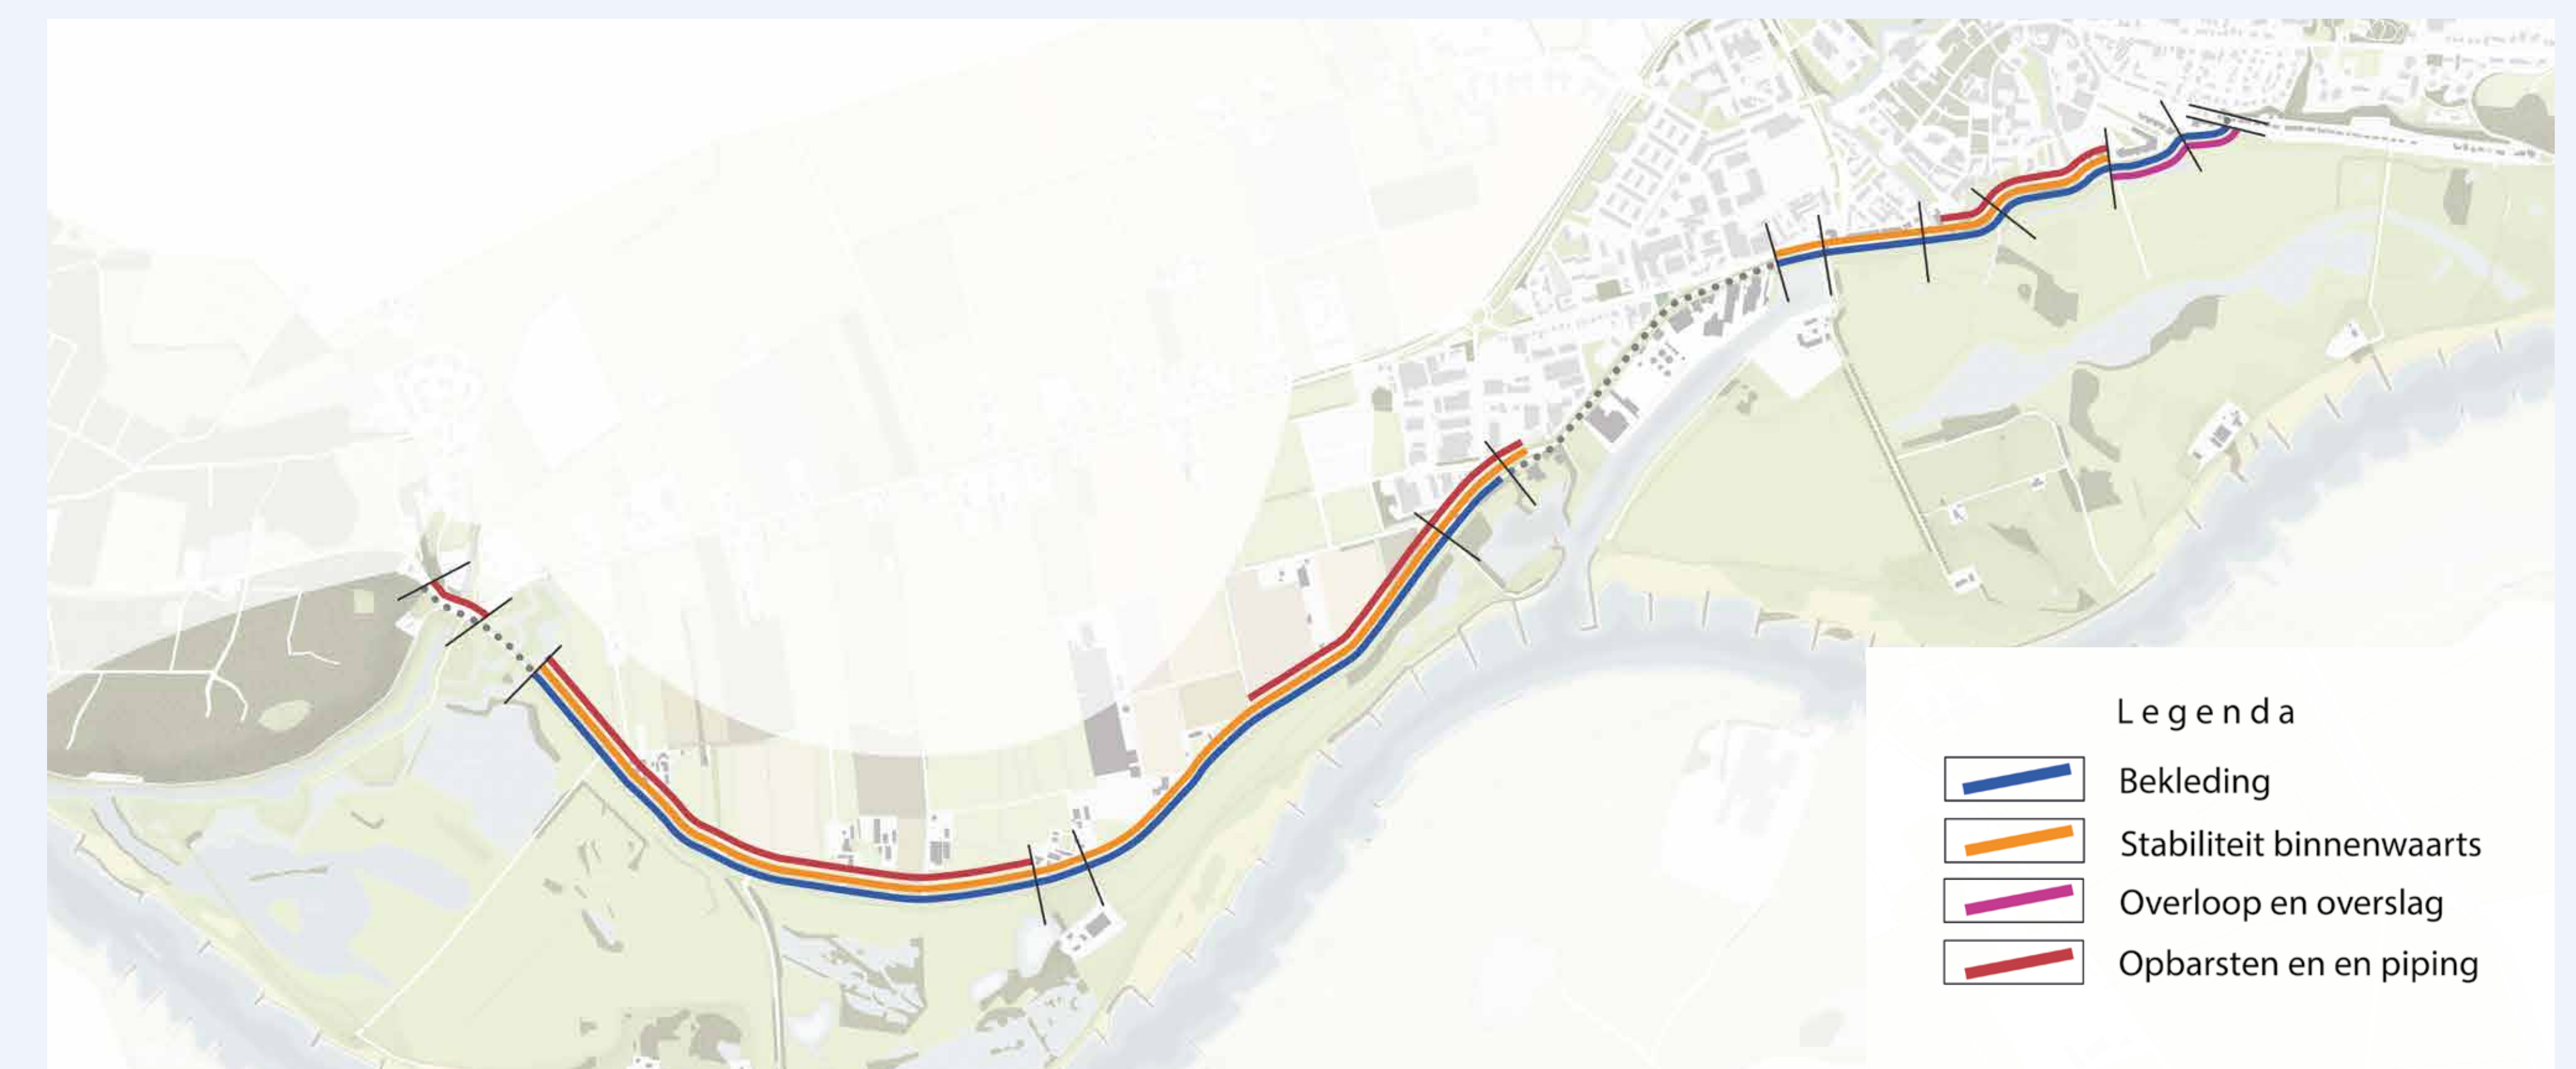 Legenda
Bekleding
Stabiliteit binnenwaarts
Overloop en overslag
Opbarsten en en piping